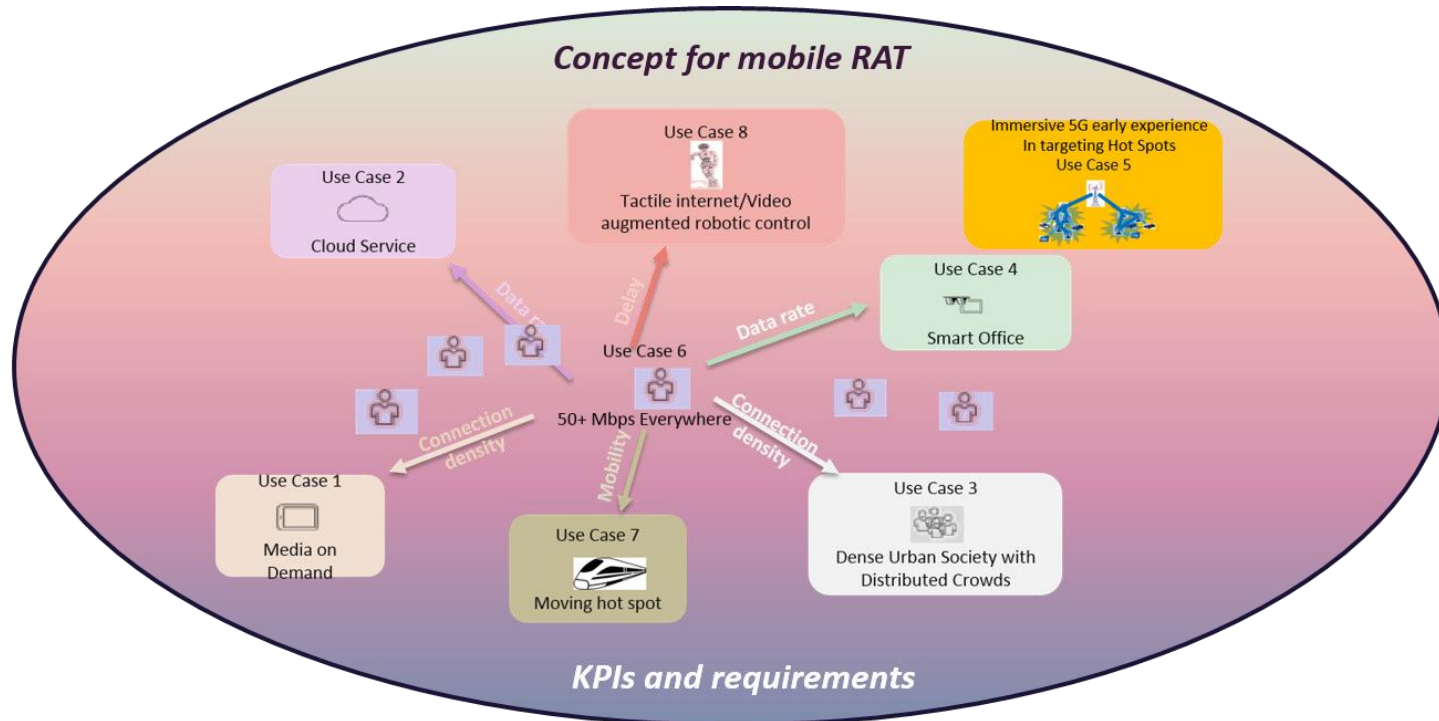 Concept for mobile RAT
Use Case 8
Tactile internet/Video
augmented robotic control
Immersive 5G early experience
In targeting Hot Spots
Use Case 5
Use Case 2
Cloud Service
Use Case 4
Smart Office
Data
Delay
Data rate
Use Case 6
50+ Mbps Everywhere
Connection
density
Mobility
Connection
density
Use Case 1
Media on
Demand
Use Case 7
Moving hot spot
Use Case 3
Dense Urban Society with
Distributed Crowds
KPIs and requirements